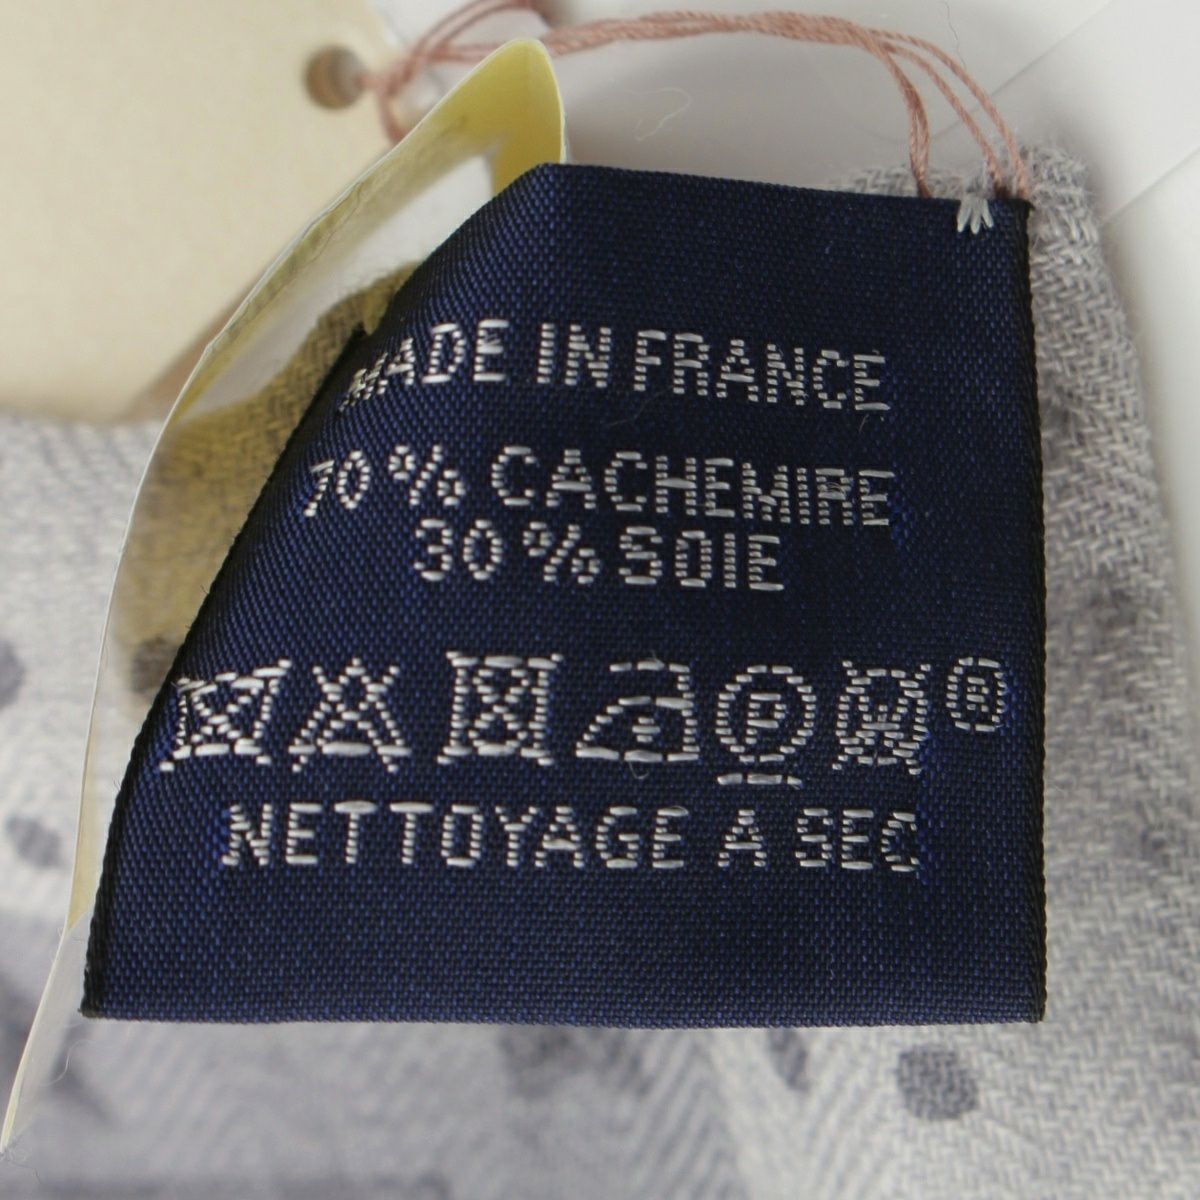 MADE IN FRANCE
70% CACHEMIRE
30% SOIE
P ®
NETTOYAGE A SEC